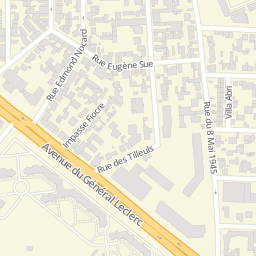 Rue Edmond Nocard
Rue Eugène Sue
Impasse Fiocre
Rue du 8 Mai 1945
Villa Abri
Rue des Tilleuls
Avenue du Général Leclerc